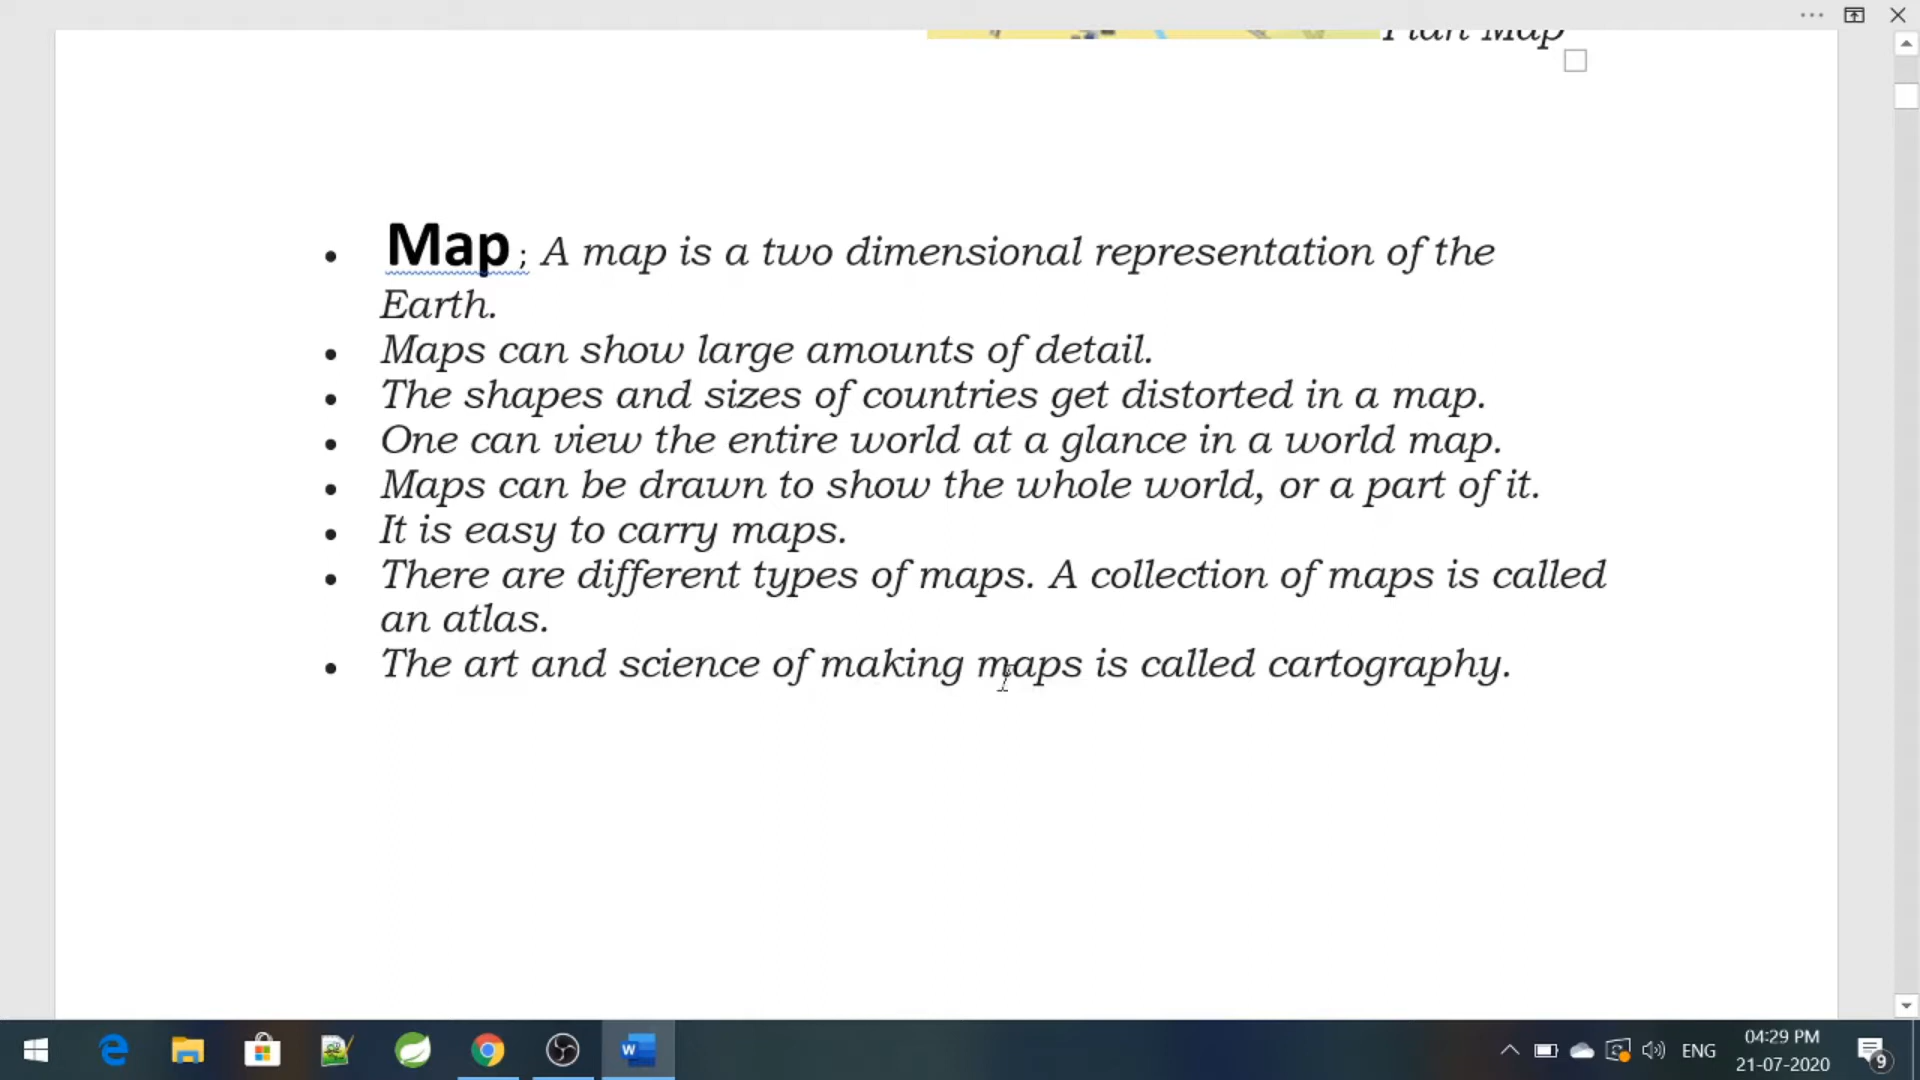 Plan Map
• Map ; A map is a two dimensional representation of the
Earth.
• Maps can show large amounts of detail.
• The shapes and sizes of countries get distorted in a map.
• One can view the entire world at a glance in a world map.
• Maps can be drawn to show the whole world, or a part of it.
• It is easy to carry maps.
• There are different types of maps. A collection of maps is called
an atlas.
• The art and science of making maps is called cartography.
ENG
04:29 PM
21-07-2020
9